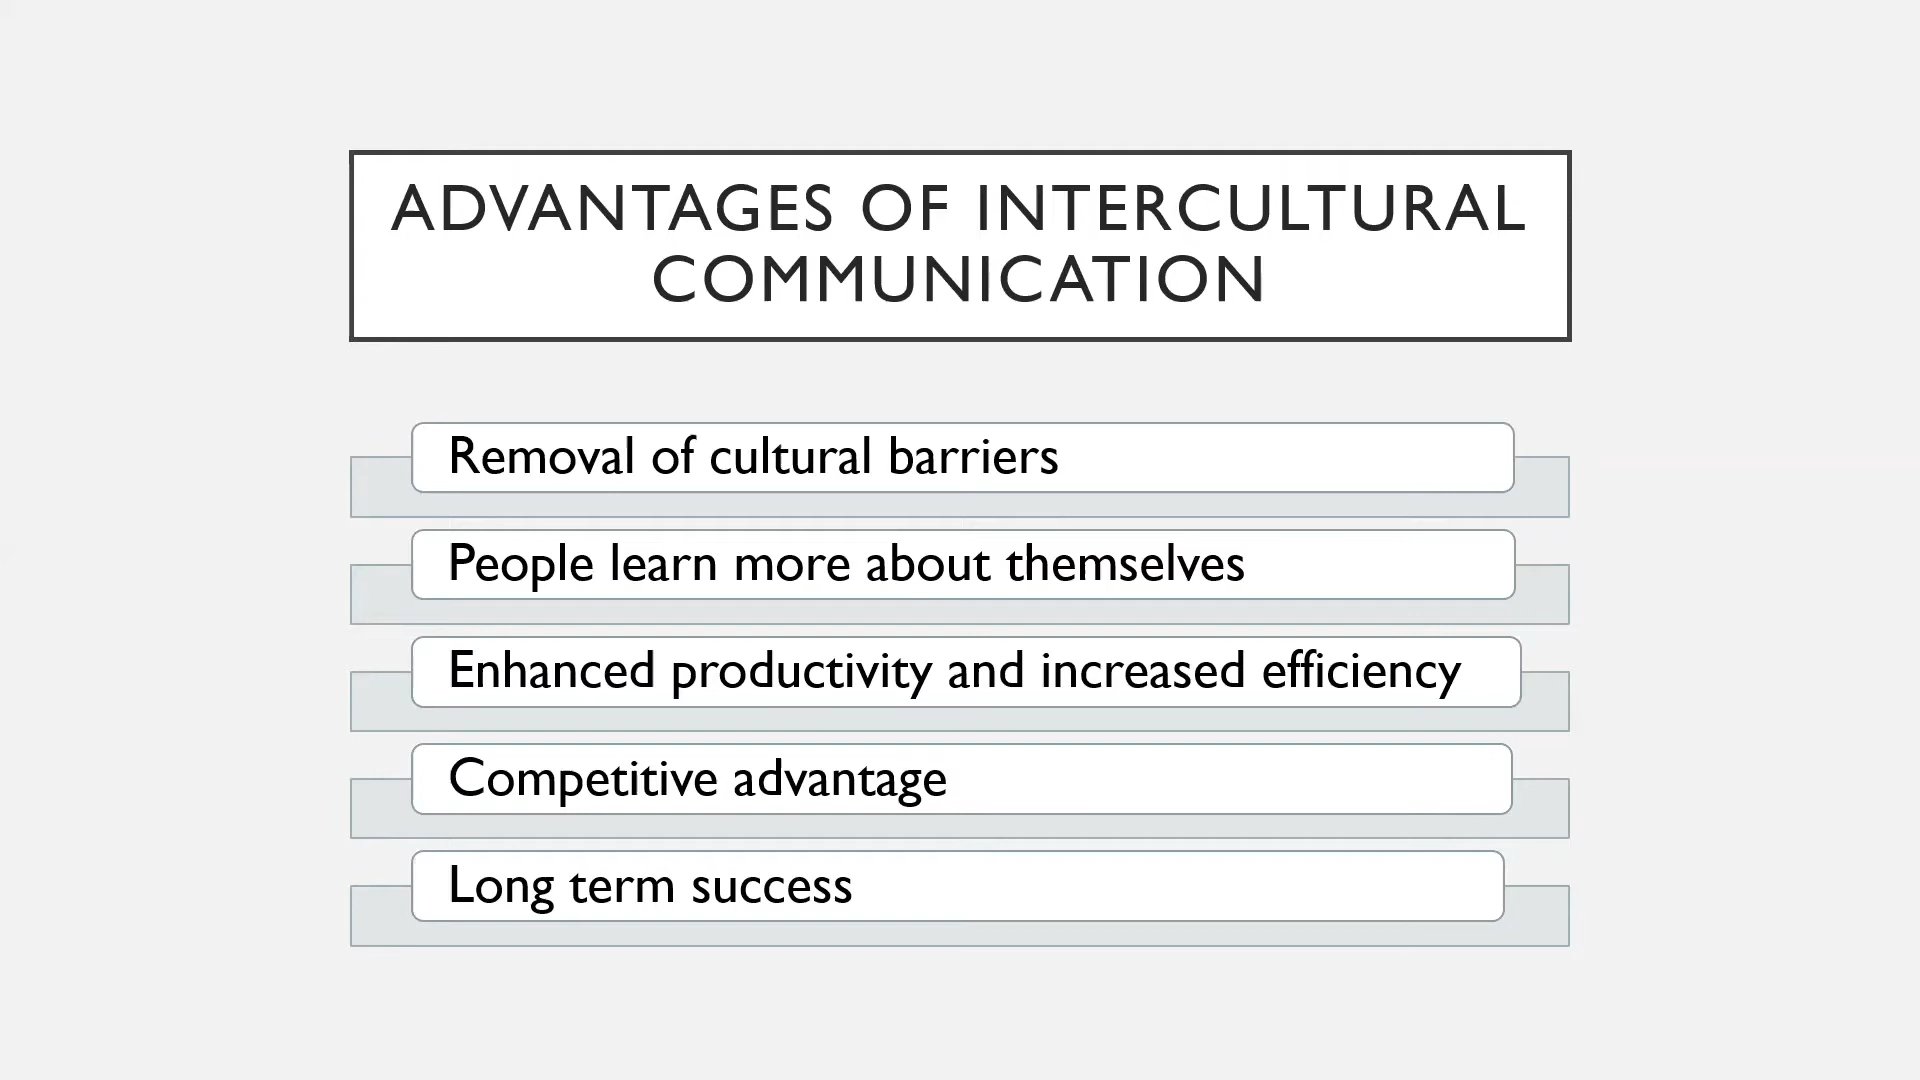 ADVANTAGES OF INTERCULTURAL
COMMUNICATION
Removal of cultural barriers
People learn more about themselves
Enhanced productivity and increased efficiency
Competitive advantage
Long term success